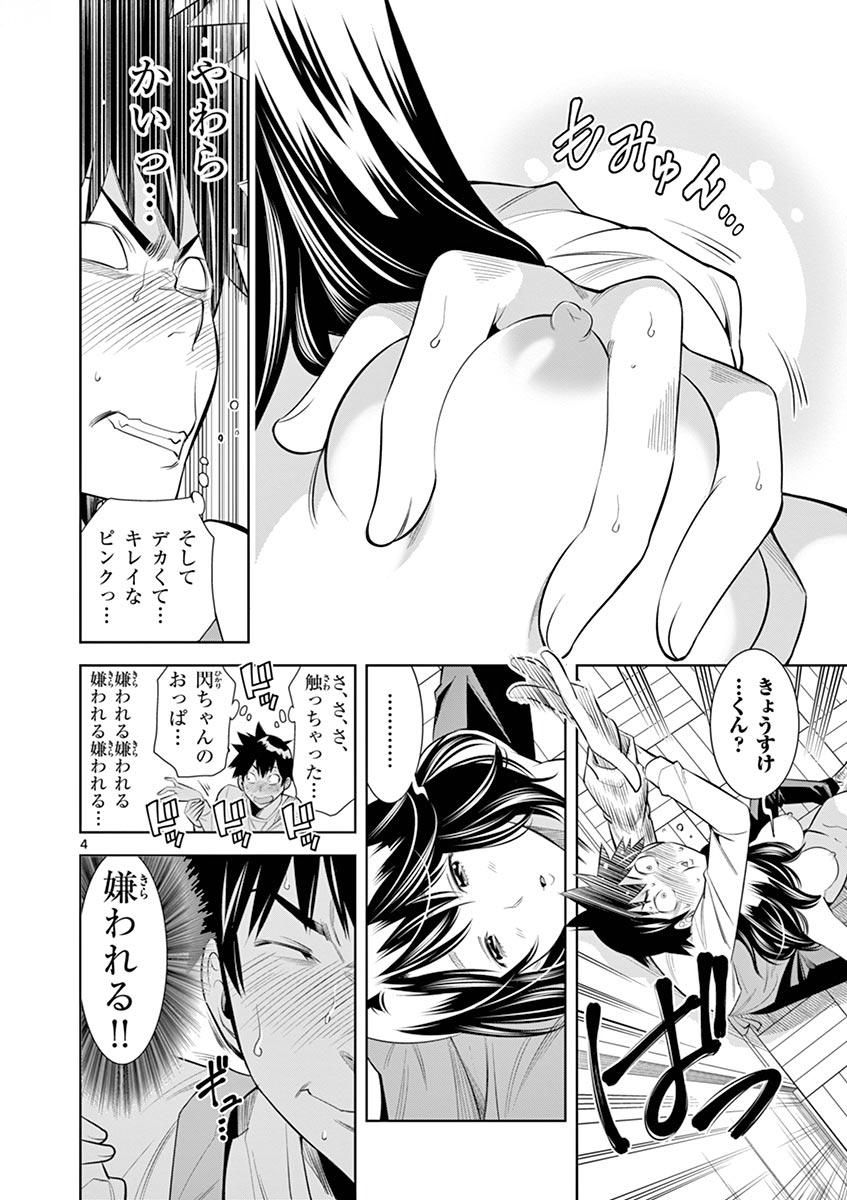 もみゅん…
やわら
かいっ…
そして
デカくて…
キレイな
ピンクっ…
きょうすけ
…くん？
ばっ
………
さ、さ、さ、
触っちゃった…
閃ちゃんの
おっぱ…
嫌われる嫌われる
嫌われる嫌われる…
ドッ
ドッ
ドッ
ドッ
嫌われる!!
ギュ…
4